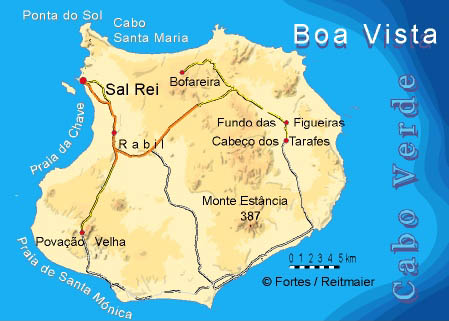 Ponta do Sol
Cabo
Santa Maria
Boa Vista
Sal Rei
Bofareira
Fundo das Figueiras
Cabeço dos Tarafes
Praia da Chave
Rabil
Monte Estância
387
Povação Velha
Praia de Santa Mónica
0 1 2 3 4 5 km
© Fortes / Reitmaier
Cabo Verde